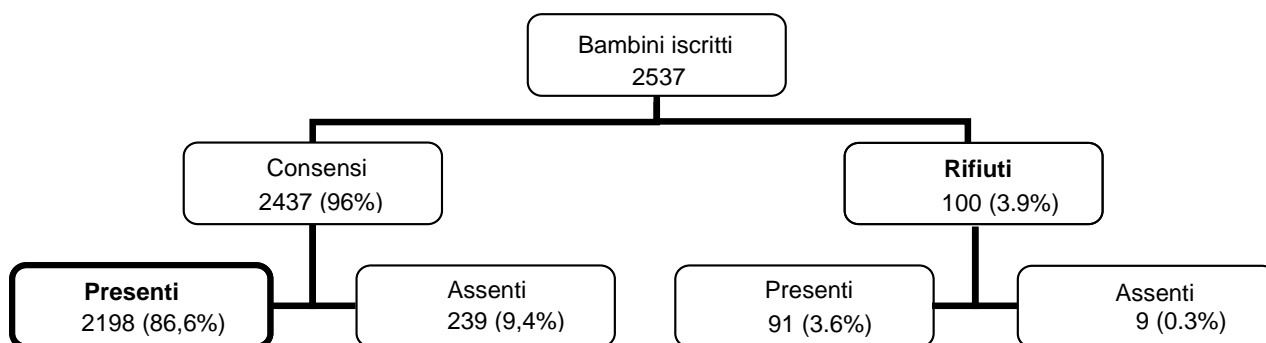 Bambini iscritti
2537
Consensi
2437 (96%)
Rifiuti
100 (3.9%)
Presenti
2198 (86,6%)
Assenti
239 (9,4%)
Presenti
91 (3.6%)
Assenti
9 (0.3%)